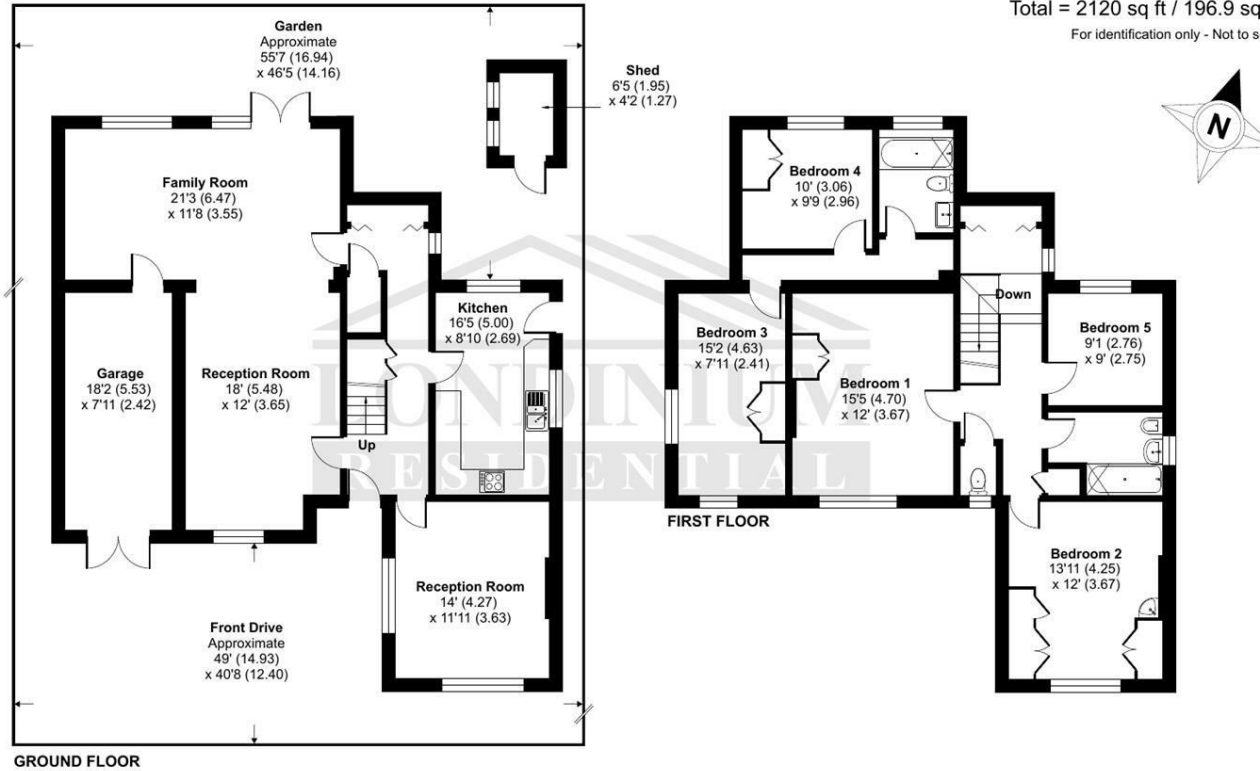 Total = 2120 sq ft / 196.9 sq
For identification only - Not to s
Garden
Approximate
55'7 (16.94)
x 46'5 (14.16)
Shed
6'5 (1.95)
x 4'2 (1.27)
N
Family Room
21'3 (6.47)
x 11'8 (3.55)
Kitchen
16'5 (5.00)
x 8'10 (2.69)
Garage
18'2 (5.53)
x 7'11 (2.42)
Reception Room
18' (5.48)
x 12' (3.65)
Up
Reception Room
14' (4.27)
x 11'11 (3.63)
Front Drive
Approximate
49' (14.93)
x 40'8 (12.40)
GROUND FLOOR
Bedroom 4
10' (3.06)
x 9'9 (2.96)
Down
Bedroom 3
15'2 (4.63)
x 7'11 (2.41)
Bedroom 1
15'5 (4.70)
x 12' (3.67)
Bedroom 5
9'1 (2.76)
x 9' (2.75)
Bedroom 2
13'11 (4.25)
x 12' (3.67)
FIRST FLOOR
LONDINIUM
RESIDENTIAL